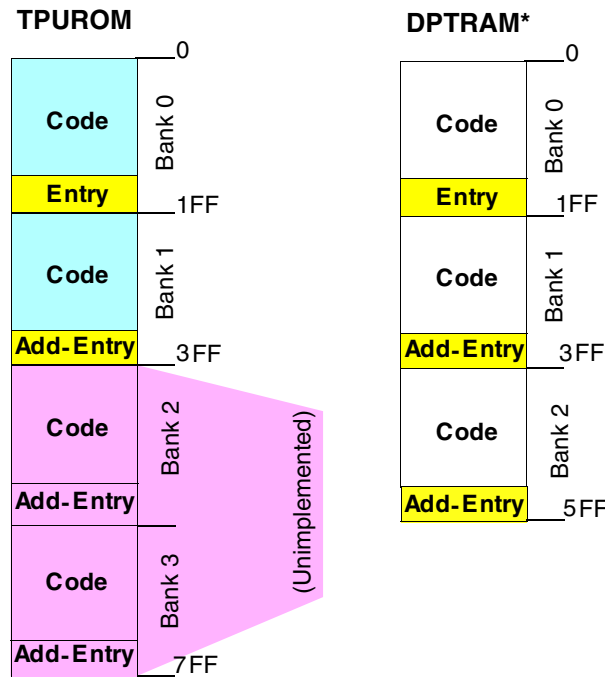 TPUROM
0
Code
Bank 0
Entry
1FF
Code
Bank 1
Add-Entry
3FF
Code
Bank 2
Add-Entry
Code
Bank 3
Add-Entry
7FF
(Unimplemented)
DPTRAM*
0
Code
Bank 0
Entry
1FF
Code
Bank 1
Add-Entry
3FF
Code
Bank 2
Add-Entry
5FF